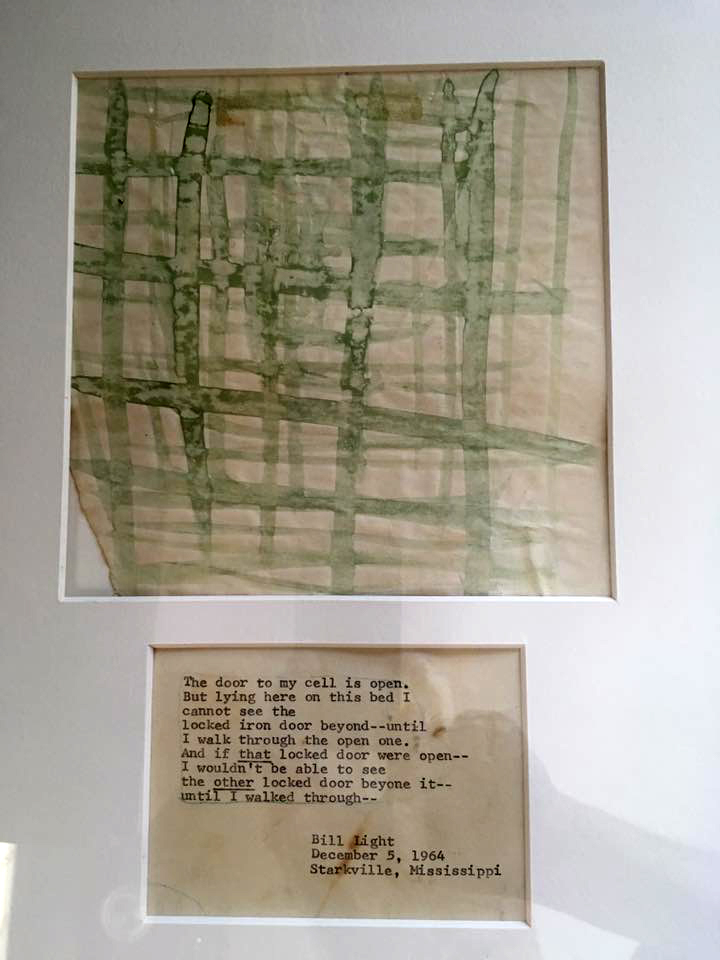 The door to my cell is open.
But lying here on this bed I
cannot see the
locked iron door beyond--until
I walk through the open one.
And if that locked door were open--
I wouldn't be able to see
the other locked door beyone it--
until I walked through--
Bill Light
December 5, 1964
Starkville, Mississippi